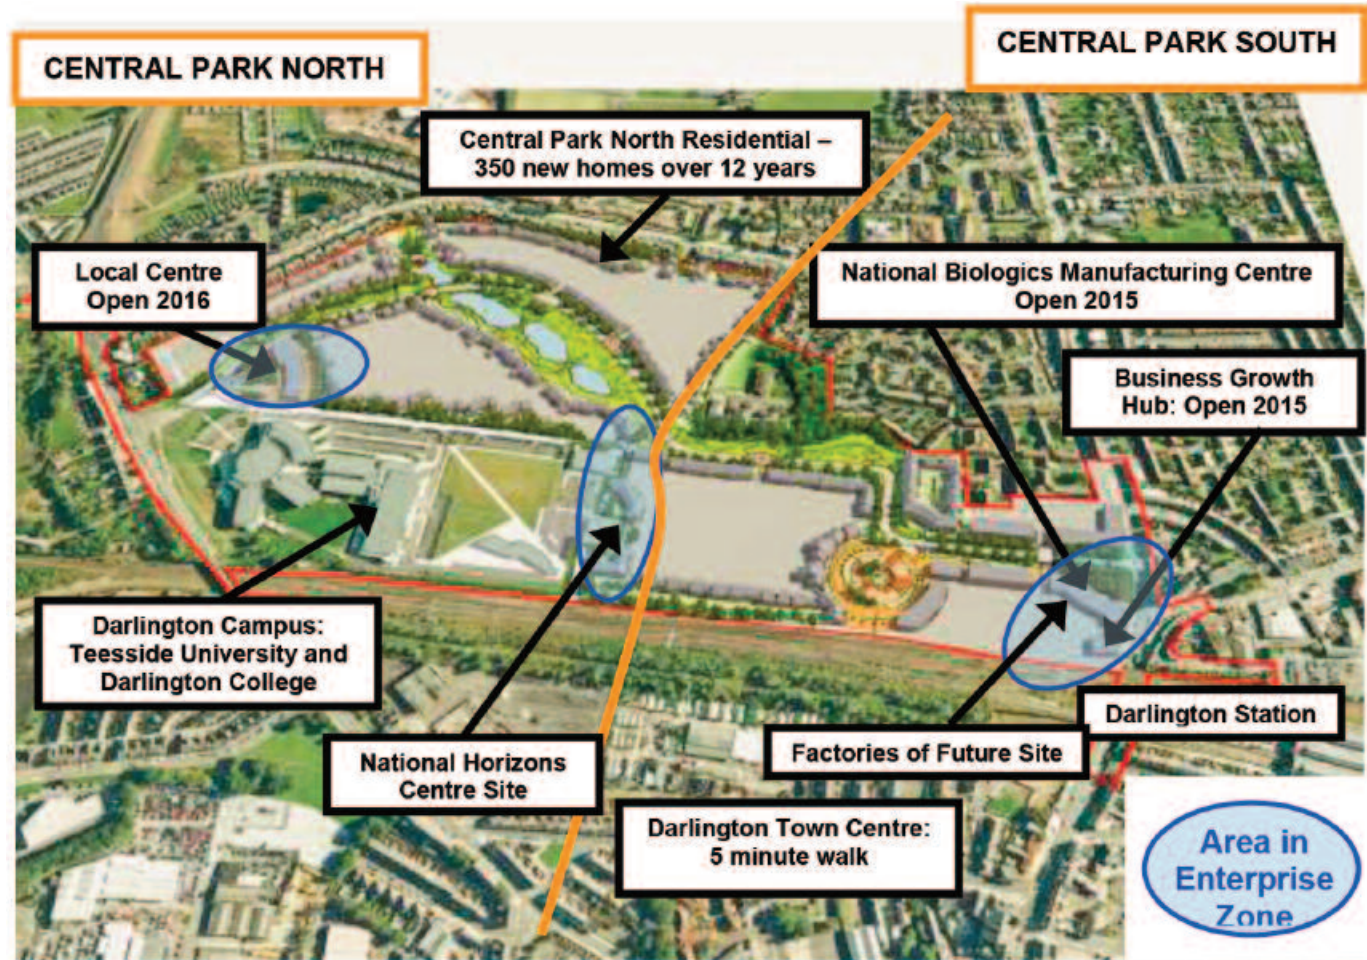 CENTRAL PARK NORTH
CENTRAL PARK SOUTH
Central Park North Residential –
350 new homes over 12 years
Local Centre
Open 2016
National Biologics Manufacturing Centre
Open 2015
Business Growth
Hub: Open 2015
Darlington Campus:
Teesside University and
Darlington College
National Horizons
Centre Site
Factories of Future Site
Darlington Station
Darlington Town Centre:
5 minute walk
Area in
Enterprise
Zone